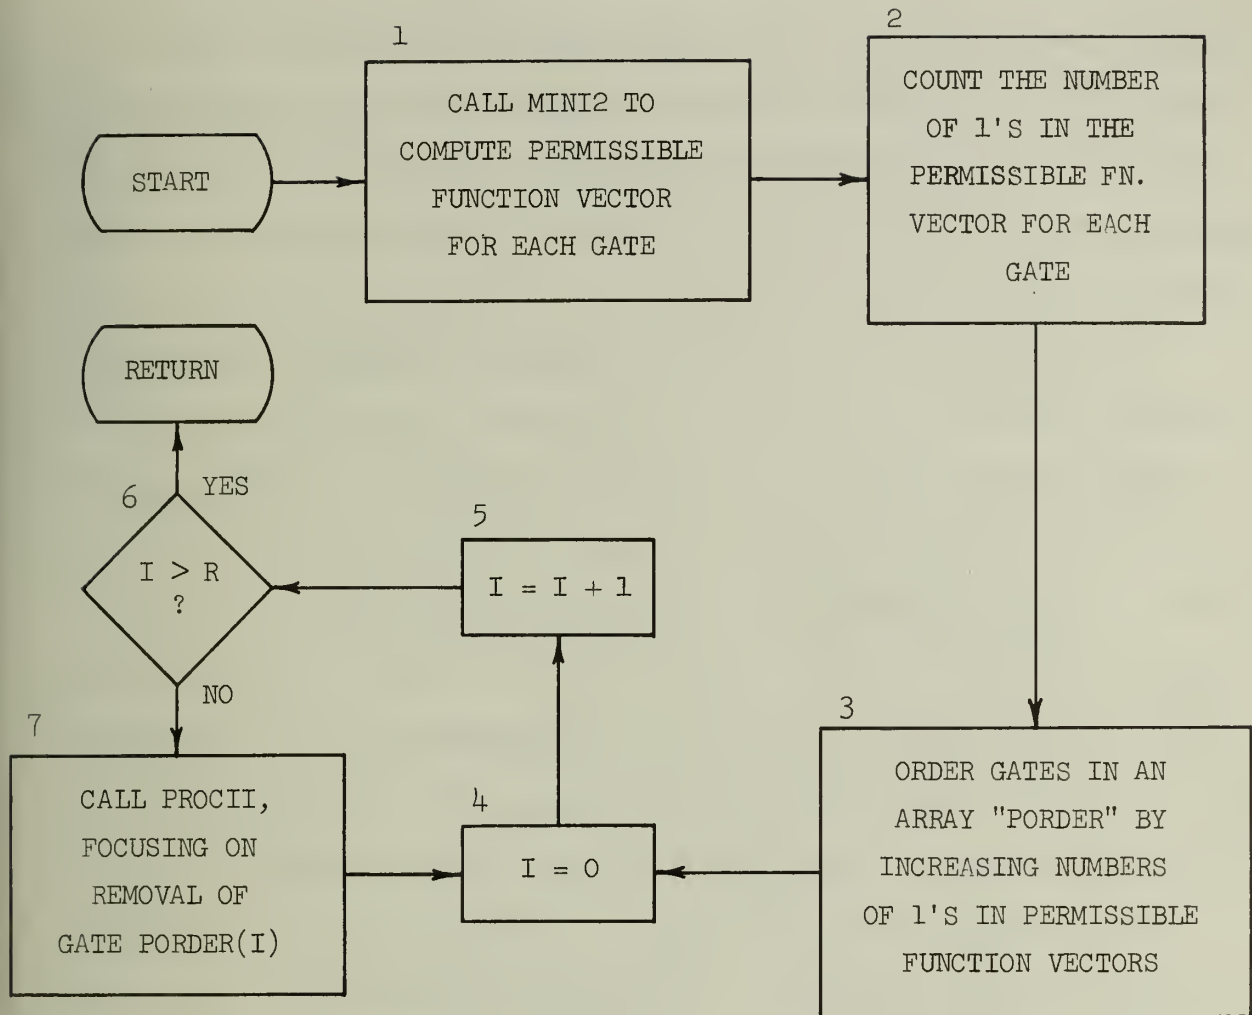 START
1
CALL MINI2 TO
COMPUTE PERMISSIBLE
FUNCTION VECTOR
FOR EACH GATE
2
COUNT THE NUMBER
OF 1'S IN THE
PERMISSIBLE FN.
VECTOR FOR EACH
GATE
3
ORDER GATES IN AN
ARRAY "PORDER" BY
INCREASING NUMBERS
OF 1'S IN PERMISSIBLE
FUNCTION VECTORS
4
I = 0
5
I = I + 1
6
I > R
?
YES
RETURN
NO
7
CALL PROCII,
FOCUSING ON
REMOVAL OF
GATE PORDER(I)